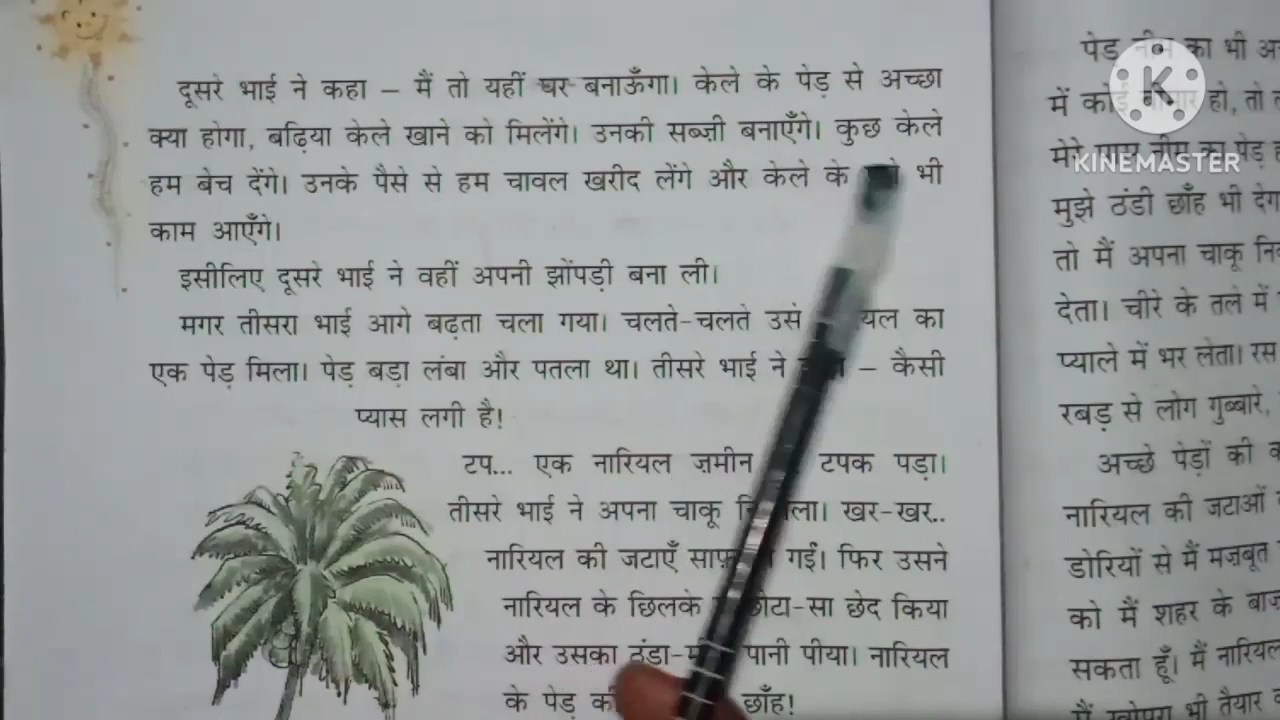 दूसरे भाई ने कहा – मैं तो यहीं घर बनाऊँगा। केले के पेड़ से अच्छा
क्या होगा, बढ़िया केले खाने को मिलेंगे। उनकी सब्ज़ी बनाएँगे। कुछ केले
हम बेच देंगे। उनके पैसे से हम चावल खरीद लेंगे और केले के भी
काम आएँगे।
इसीलिए दूसरे भाई ने वहीं अपनी झोंपड़ी बना ली।
मगर तीसरा भाई आगे बढ़ता चला गया। चलते-चलते उसे का
एक पेड़ मिला। पेड़ बड़ा लंबा और पतला था। तीसरे भाई ने – कैसी
प्यास लगी है!
टप... एक नारियल ज़मीन टपक पड़ा।
तीसरे भाई ने अपना चाकू खर-खर..
नारियल की जटाएँ गईं। फिर उसने
नारियल के छिलके छोटा-सा छेद किया
और उसका ठंडा- पानी पीया। नारियल
के पेड़ छाँह!
पेड़ का भी
में हो, तो
मेरे का पेड़
मुझे ठंडी छाँह भी
तो मैं अपना चाकू
देता। चीरे के तले में
प्याले में भर लेता। रस
रबड़ से लोग गुब्बारे,
अच्छे पेड़ों की
नारियल की जटाओं
डोरियों से मैं मज़बूत
को मैं शहर के
सकता हूँ। मैं
मैं खोपरा भी तैयार
K
KINEMASTER